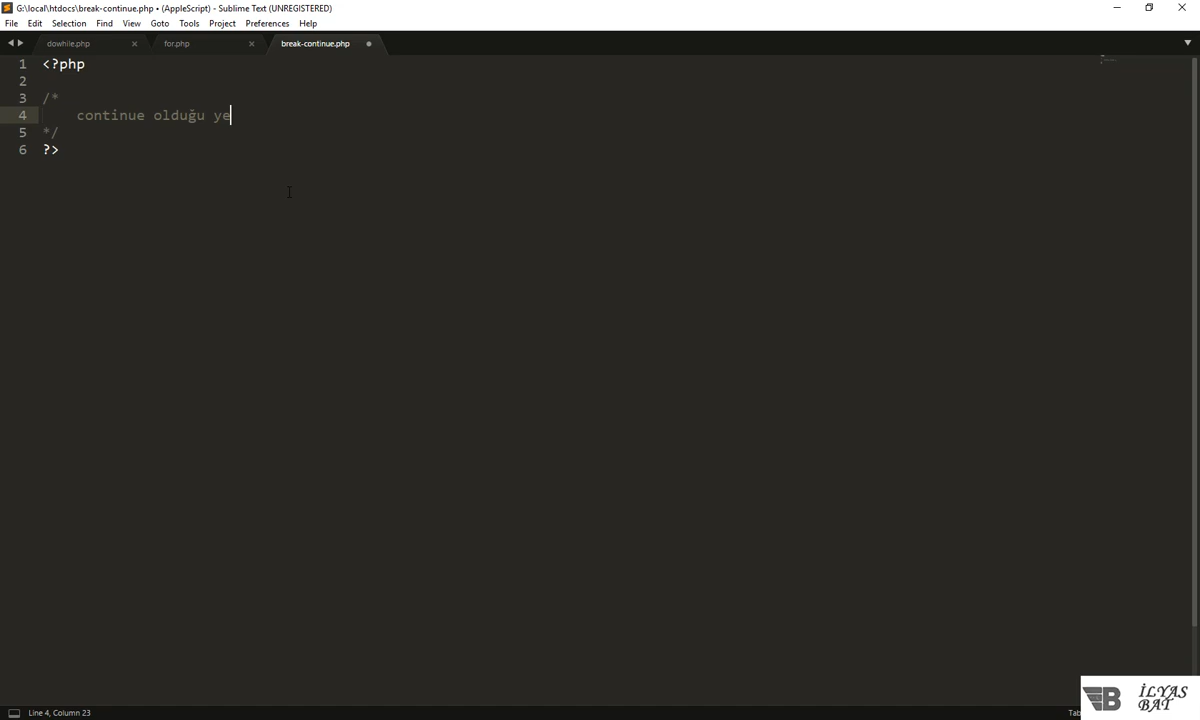 G:\local\htdocs\break-continue.php • (AppleScript) - Sublime Text (UNREGISTERED)
File Edit Selection Find View Goto Tools Project Preferences Help
dowhile.php for.php break-continue.php
1 <?php
2
3 /*
4 continue olduğu ye
5 */
6 ?>
Line 4, Column 23
Tab
B İLYAS
BAT